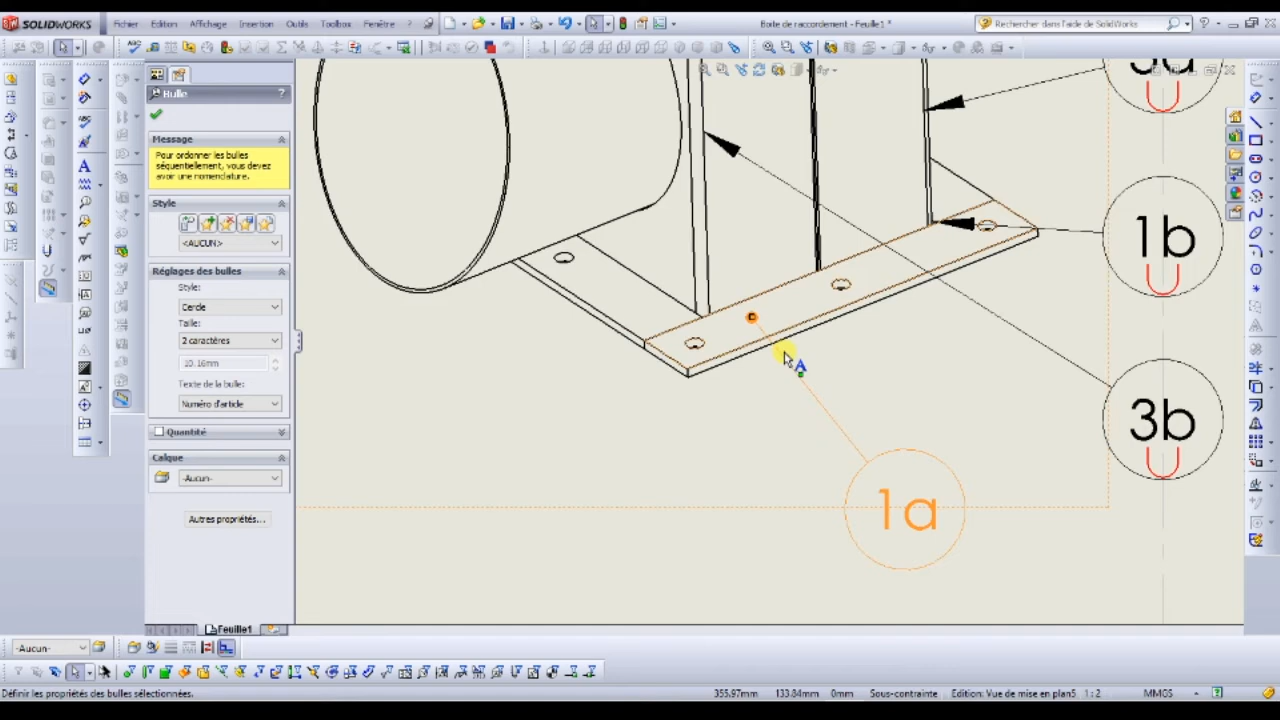 SOLIDWORKS
Fichier Edition Affichage Insertion Outils Toolbox Fenêtre ?
Boite de raccordement - Feuille1 *
Rechercher dans l'aide de SolidWorks
Bulle
?
Message
Pour ordonner les bulles
séquentiellement, vous devez
avoir une nomenclature.
Style
<AUCUN>
Réglages des bulles
Style:
Cercle
Taille:
2 caractères
10.16mm
Texte de la bulle:
Numéro d'article
Quantité
Calque
-Aucun-
Autres propriétés...
1b
3b
1a
Feuille1
-Aucun-
Définir les propriétés des bulles sélectionnées.
355.97mm 133.84mm 0mm Sous-contrainte Edition: Vue de mise en plan5 1 : 2 MMGS